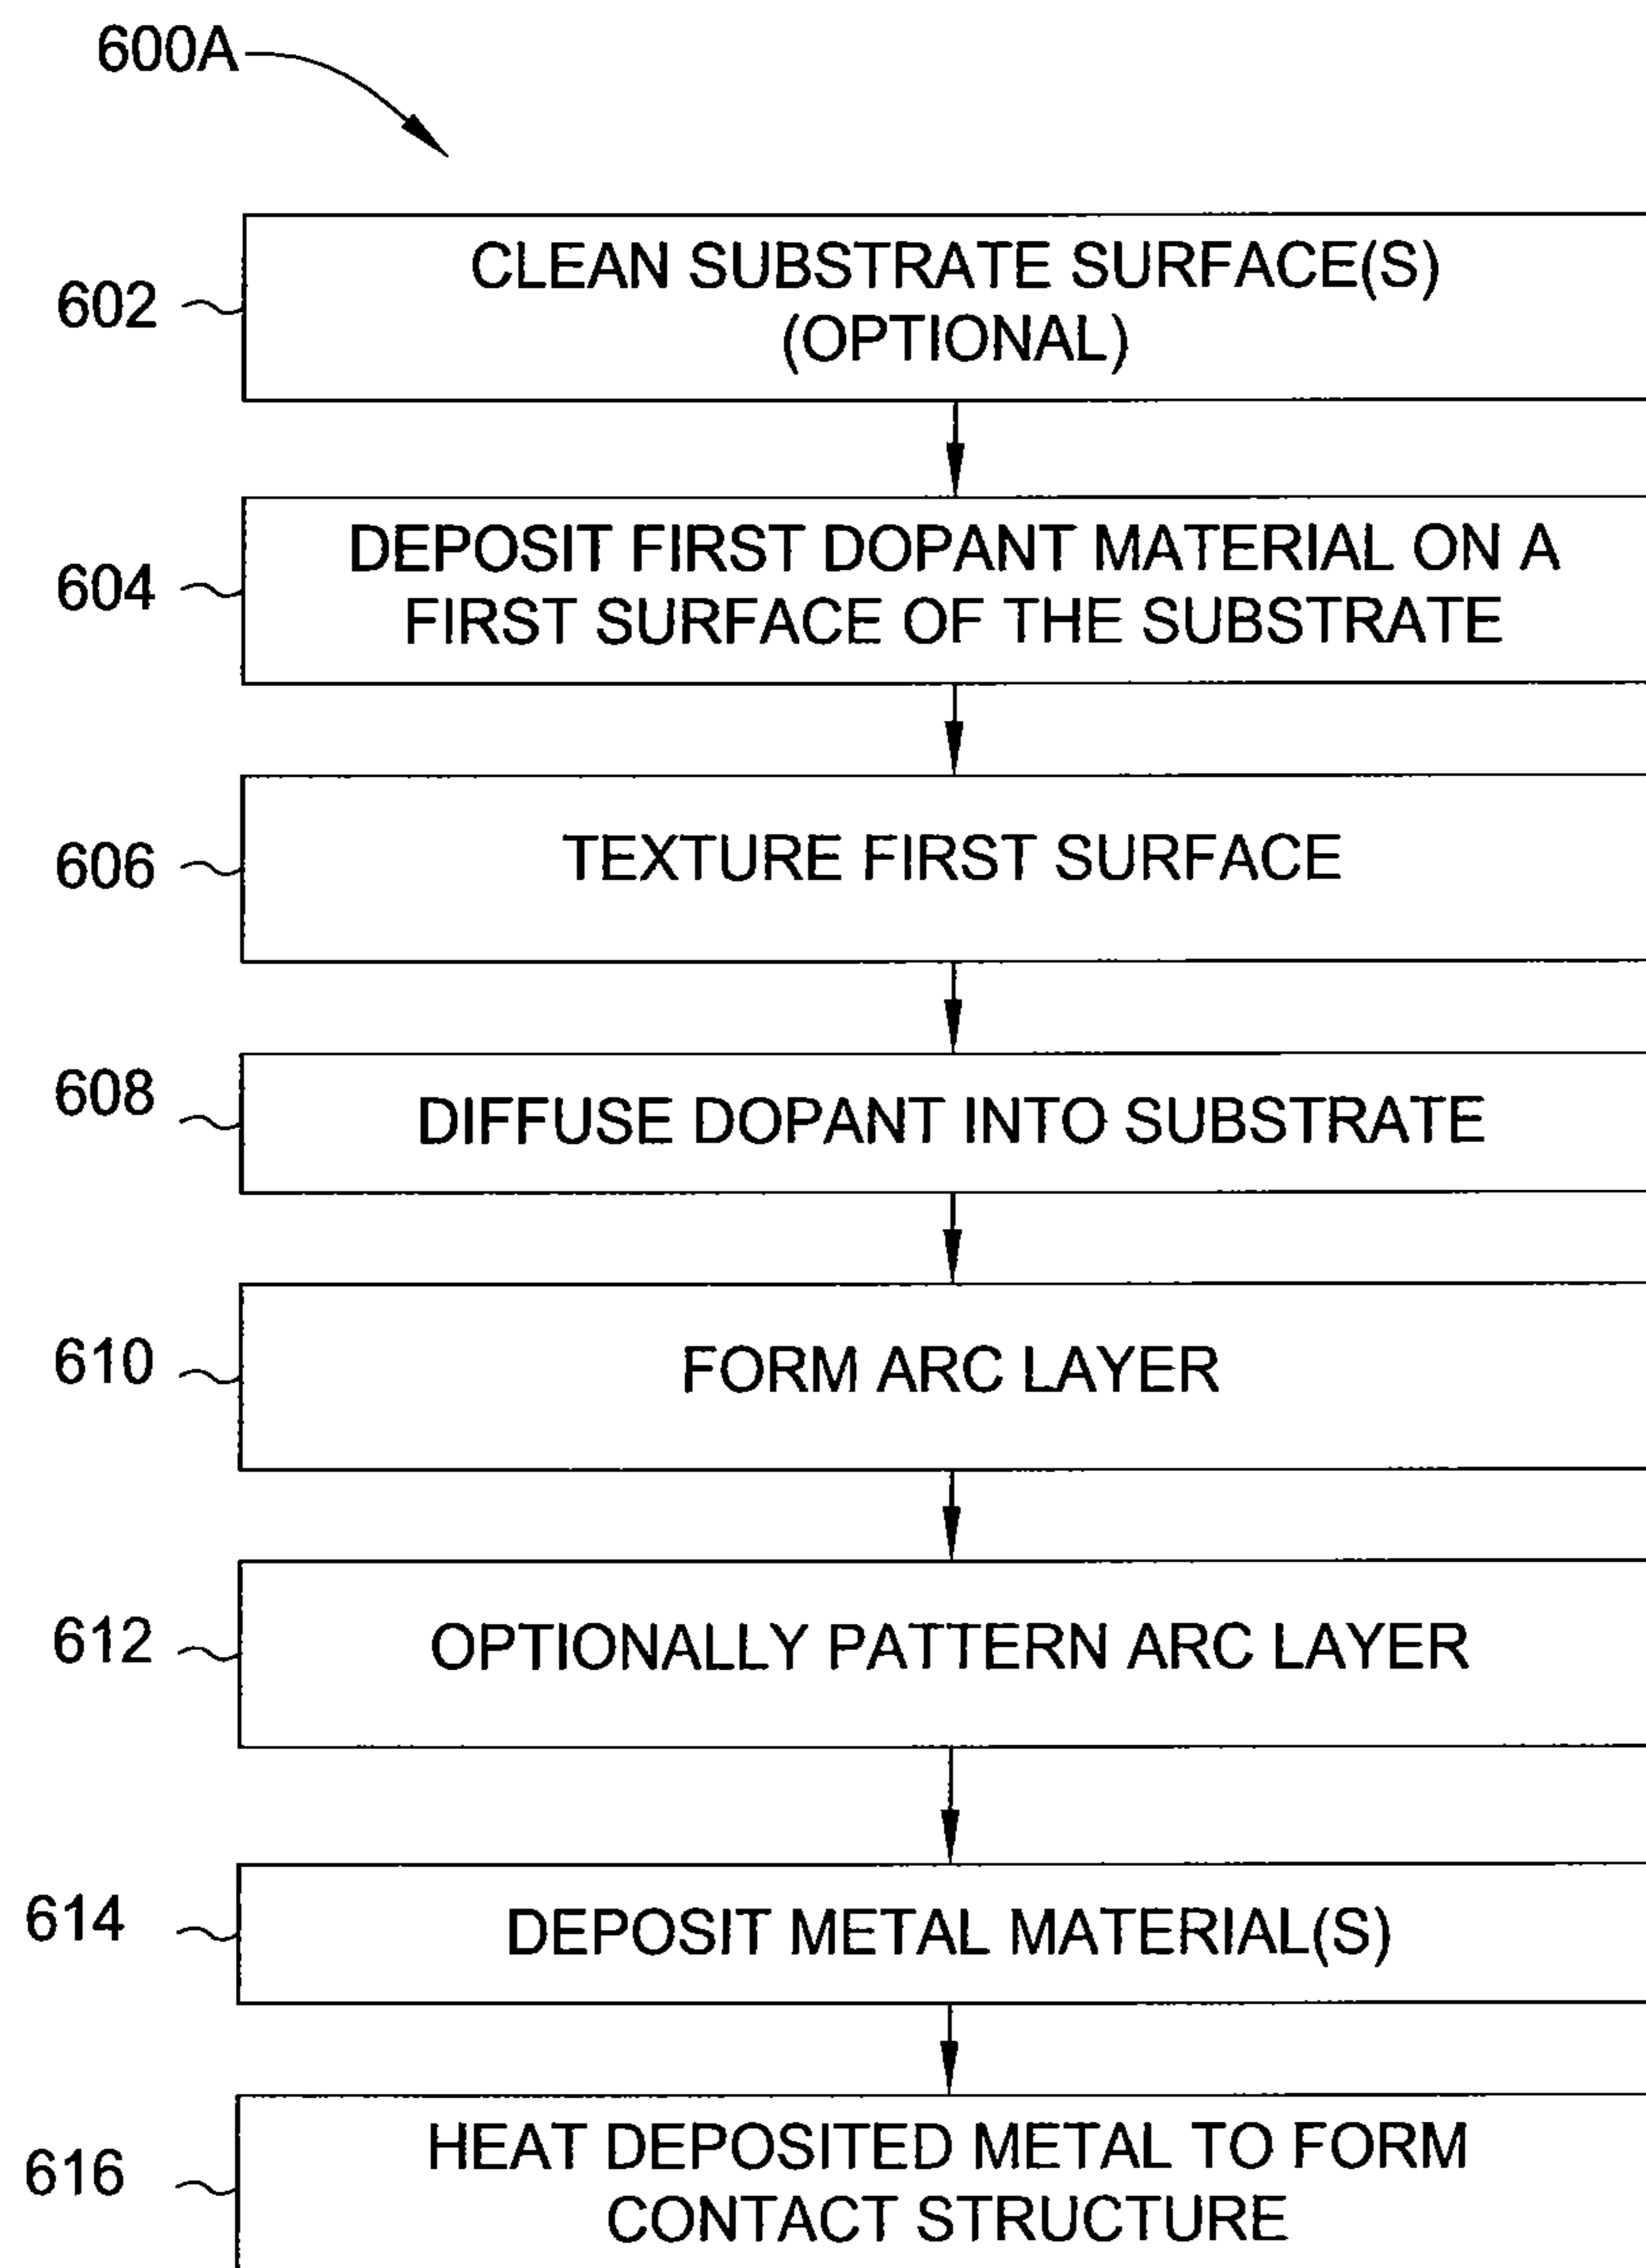 600A
602
CLEAN SUBSTRATE SURFACE(S)
(OPTIONAL)
604
DEPOSIT FIRST DOPANT MATERIAL ON A
FIRST SURFACE OF THE SUBSTRATE
606
TEXTURE FIRST SURFACE
608
DIFFUSE DOPANT INTO SUBSTRATE
610
FORM ARC LAYER
612
OPTIONALLY PATTERN ARC LAYER
614
DEPOSIT METAL MATERIAL(S)
616
HEAT DEPOSITED METAL TO FORM
CONTACT STRUCTURE